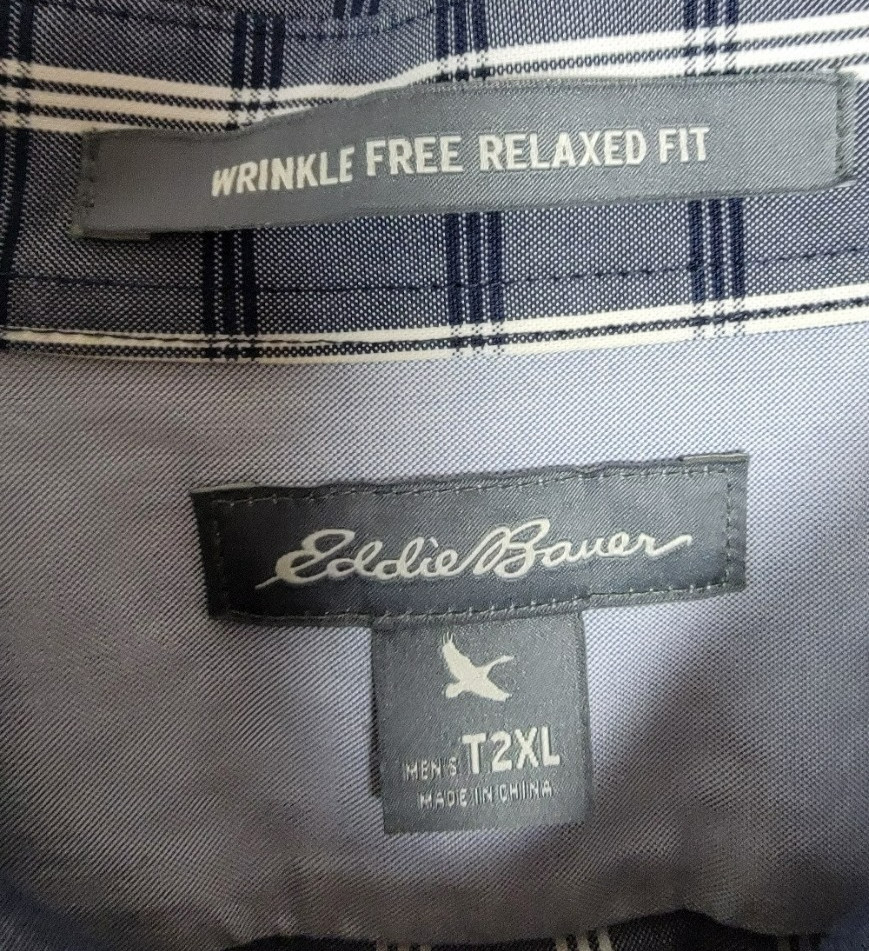 WRINKLE FREE RELAXED FIT
Eddie Bauer
MEN'S T2XL
MADE IN CHINA